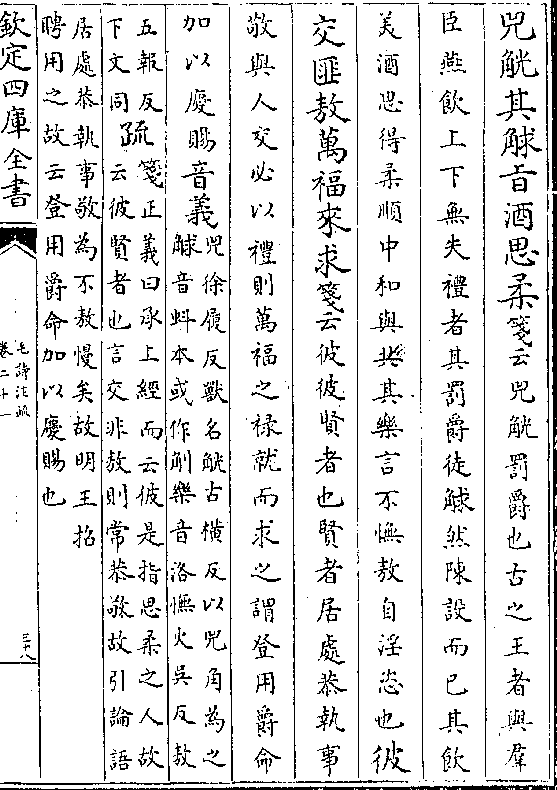 兕觥其觩旨酒思柔箋云兕觥罰爵也古之王者與羣
臣燕飲上下無失禮者其罰爵徒觩然陳設而已其飲
美酒思得柔順中和與共其樂言不憮敖自淫恣也彼
交匪敖萬福來求箋云彼彼賢者也賢者居處恭執事
敬與人交必以禮則萬福之祿就而求之謂登用爵命
加以慶賜音義兕徐履反獸名觥古橫反以兕角為之
觩音虯本或作觓樂音洛憮火吳反敖
五報反
下文同疏箋正義曰承上經而云彼是指思柔之人故
云彼賢者也言交非敖則常恭敬故引論語
居處恭執事敬為不敖慢矣故明王招
聘用之故云登用爵命加以慶賜也
欽定四庫全書
毛詩注疏
卷二十一
三十八